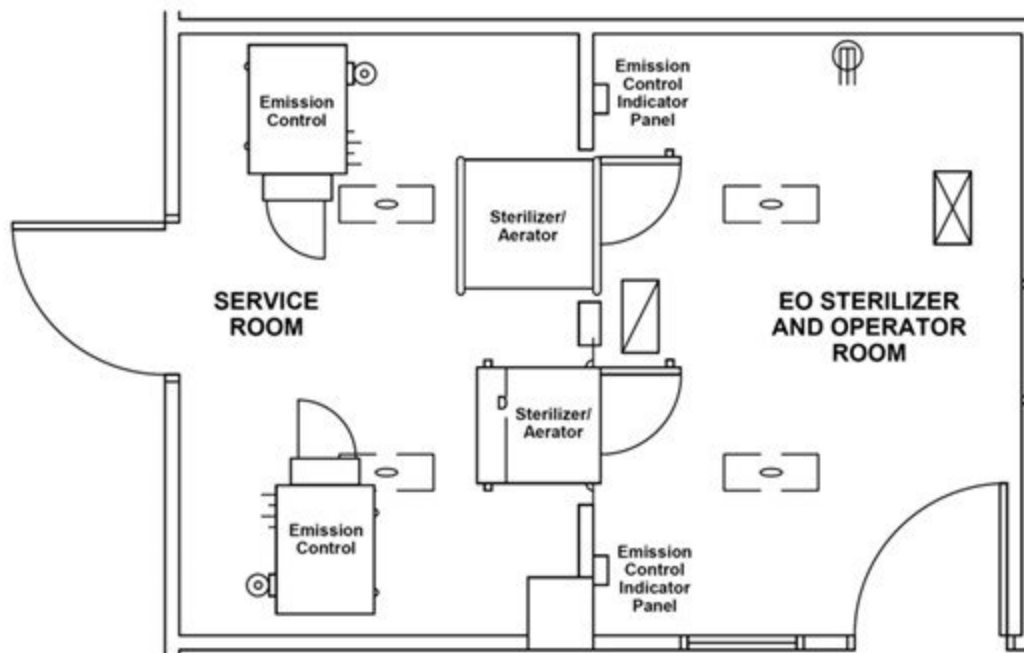 Emission
Control
Emission
Control
Indicator
Panel
Sterilizer/
Aerator
SERVICE
ROOM
EO STERILIZER
AND OPERATOR
ROOM
Sterilizer/
Aerator
Emission
Control
Emission
Control
Indicator
Panel